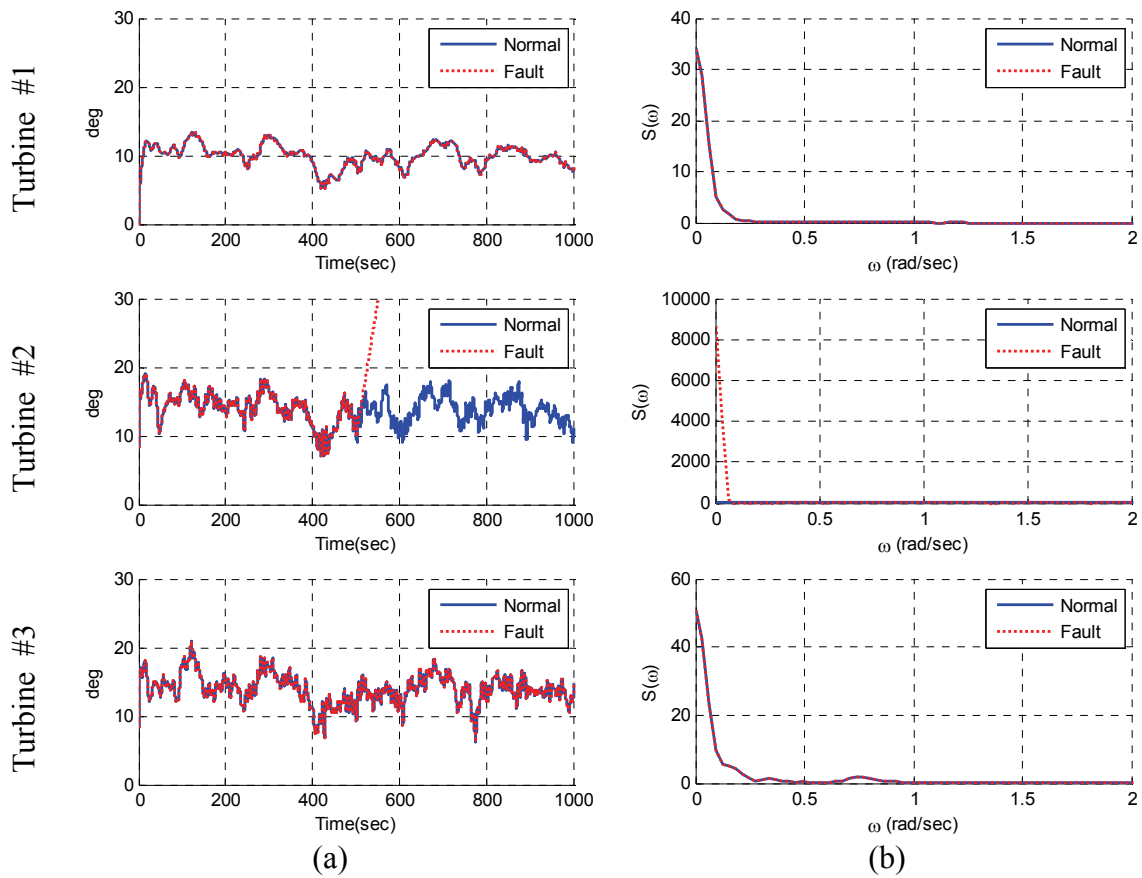 Turbine #1
deg
30
20
10
0
0 200 400 600 800 1000
Time(sec)
Normal
Fault
S(ω)
40
30
20
10
0
0 0.5 1 1.5 2
ω (rad/sec)
Normal
Fault
Turbine #2
deg
30
20
10
0
0 200 400 600 800 1000
Time(sec)
Normal
Fault
S(ω)
10000
8000
6000
4000
2000
0
0 0.5 1 1.5 2
ω (rad/sec)
Normal
Fault
Turbine #3
deg
30
20
10
0
0 200 400 600 800 1000
Time(sec)
Normal
Fault
S(ω)
60
40
20
0
0 0.5 1 1.5 2
ω (rad/sec)
Normal
Fault
(a)
(b)